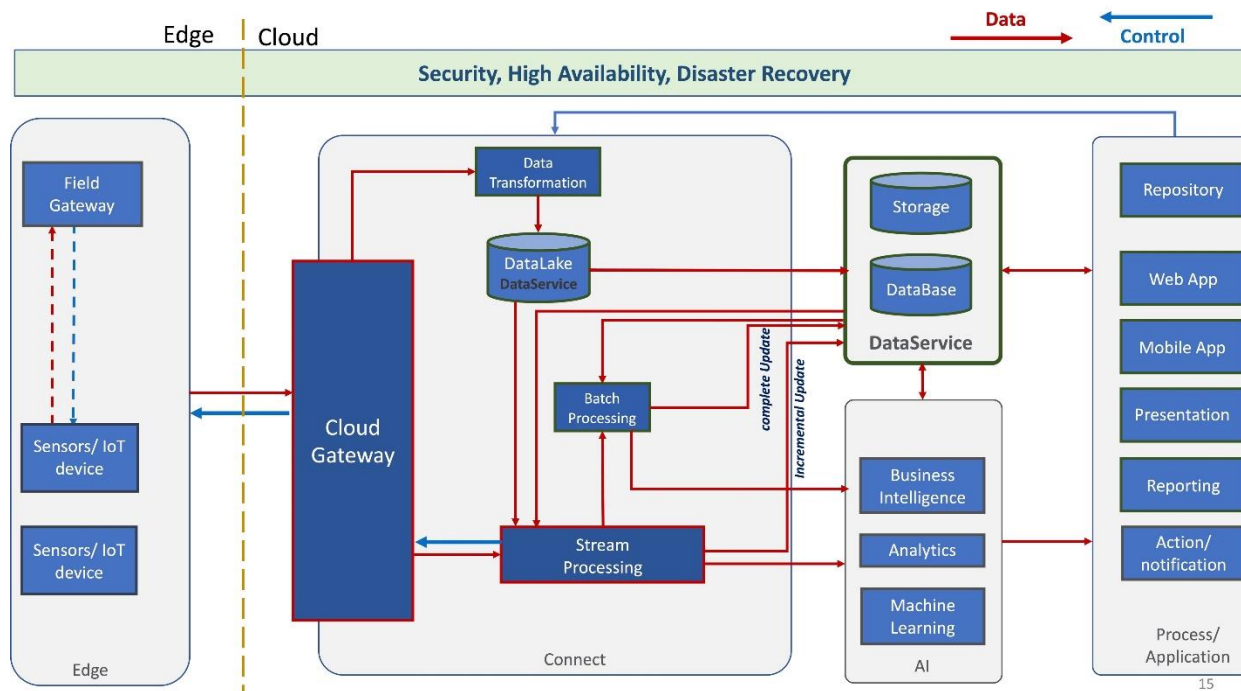 Edge
Cloud
Data
Control
Security, High Availability, Disaster Recovery
Field
Gateway
Sensors/ IoT
device
Sensors/ IoT
device
Edge
Cloud
Gateway
Data
Transformation
DataLake
DataService
Batch
Processing
Stream
Processing
complete Update
Incremental Update
Connect
Storage
DataBase
DataService
Business
Intelligence
Analytics
Machine
Learning
AI
Repository
Web App
Mobile App
Presentation
Reporting
Action/
notification
Process/
Application
15